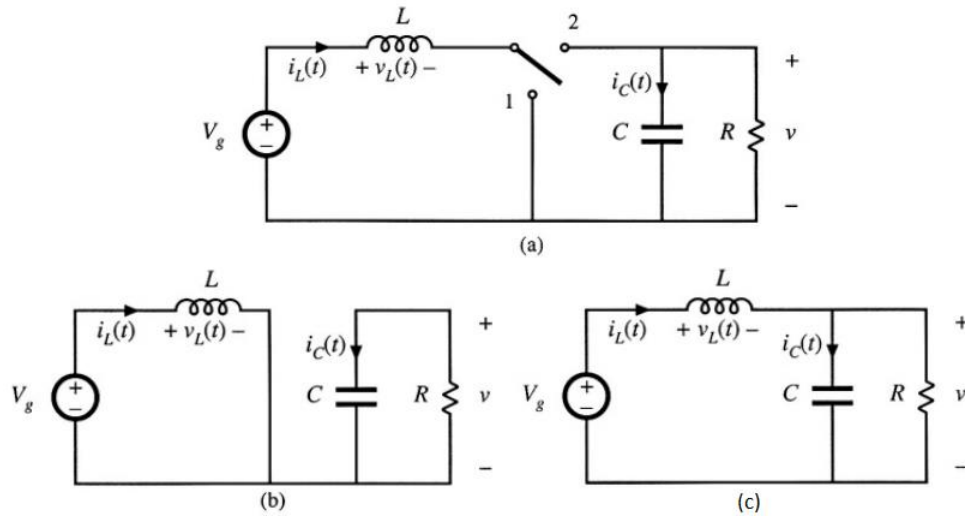 L
2
i_L(t)
+ v_L(t) −
1
i_C(t)
+
V_g
+
−
C
R
v
−
(a)
L
L
i_L(t)
+ v_L(t) −
+
i_L(t)
+ v_L(t) −
+
i_C(t)
i_C(t)
V_g
+
−
C
R
v
V_g
+
−
C
R
v
−
−
(b)
(c)